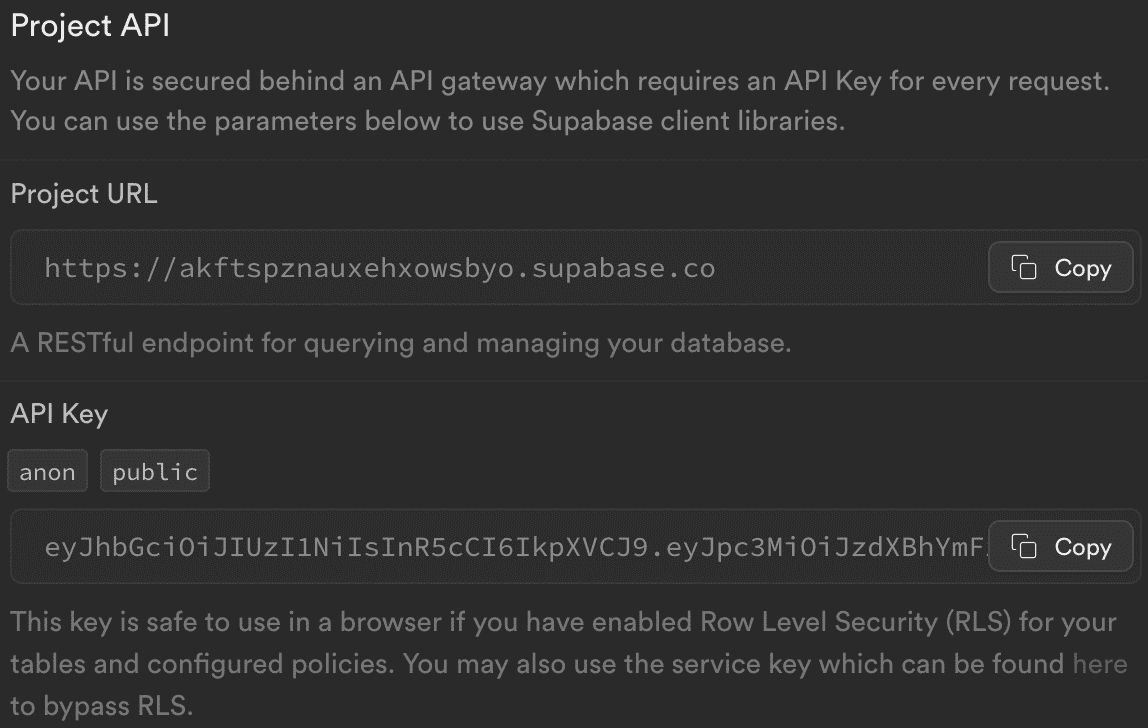 Project API
Your API is secured behind an API gateway which requires an API Key for every request.
You can use the parameters below to use Supabase client libraries.
Project URL
https://akftspznauxehxowsbyo.supabase.co
Copy
A RESTful endpoint for querying and managing your database.
API Key
anon public
eyJhbGciOiJIUzI1NiIsInR5cCI6IkpXVCJ9.eyJpc3MiOiJzdXBhYmF
Copy
This key is safe to use in a browser if you have enabled Row Level Security (RLS) for your
tables and configured policies. You may also use the service key which can be found here
to bypass RLS.